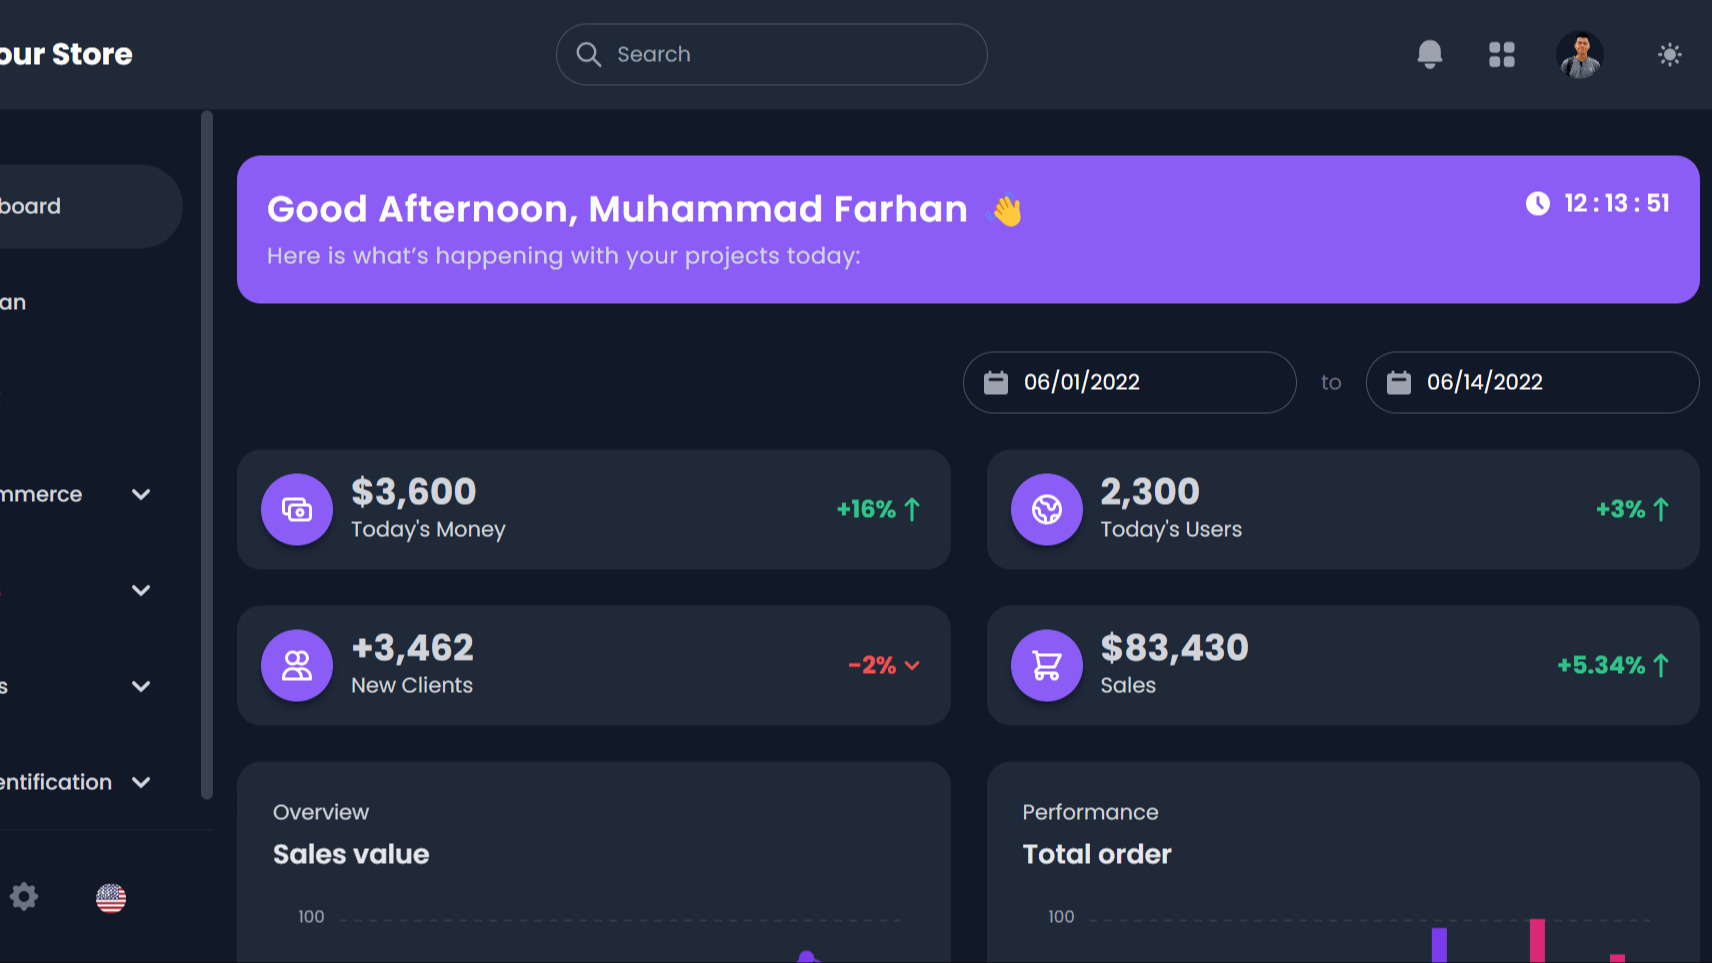 our Store
Search
board
an
mmerce
s
entification
Good Afternoon, Muhammad Farhan 👋
12 : 13 : 51
Here is what’s happening with your projects today:
06/01/2022 to 06/14/2022
$3,600
Today's Money
+16%
2,300
Today's Users
+3%
+3,462
New Clients
-2%
$83,430
Sales
+5.34%
Overview
Sales value
100
Performance
Total order
100